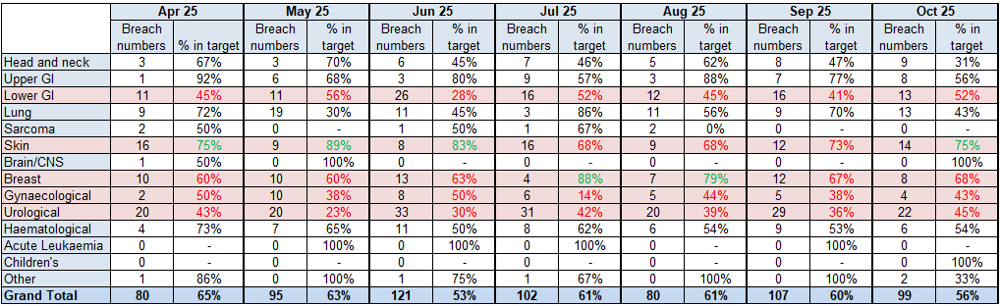 Apr 25 May 25 Jun 25 Jul 25 Aug 25 Sep 25 Oct 25
Breach numbers % in target Breach numbers % in target Breach numbers % in target Breach numbers % in target Breach numbers % in target Breach numbers % in target Breach numbers % in target
Head and neck 3 67% 3 70% 6 45% 7 46% 5 62% 8 47% 9 31%
Upper GI 1 92% 6 68% 3 80% 9 57% 3 88% 7 77% 8 56%
Lower GI 11 45% 11 56% 26 28% 16 52% 12 45% 16 41% 13 52%
Lung 9 72% 19 30% 11 45% 3 86% 11 56% 9 70% 13 43%
Sarcoma 2 50% 0 - 1 50% 1 67% 2 0% 0 - 0 -
Skin 16 75% 9 89% 8 83% 16 68% 9 68% 12 73% 14 75%
Brain/CNS 1 50% 0 100% 0 - 0 - 0 - 0 - 0 100%
Breast 10 60% 10 60% 13 63% 4 88% 7 79% 12 67% 8 68%
Gynaecological 2 50% 10 38% 8 50% 6 14% 5 44% 5 38% 4 43%
Urological 20 43% 20 23% 33 30% 31 42% 20 39% 29 36% 22 45%
Haematological 4 73% 7 65% 11 50% 8 62% 6 54% 9 53% 6 54%
Acute Leukaemia 0 - 0 100% 0 100% 0 100% 0 - 0 100% 0 -
Children's 0 - 0 - 0 - 0 - 0 - 0 - 0 100%
Other 1 86% 0 100% 1 75% 1 67% 0 100% 0 100% 2 33%
Grand Total 80 65% 95 63% 121 53% 102 61% 80 61% 107 60% 99 56%